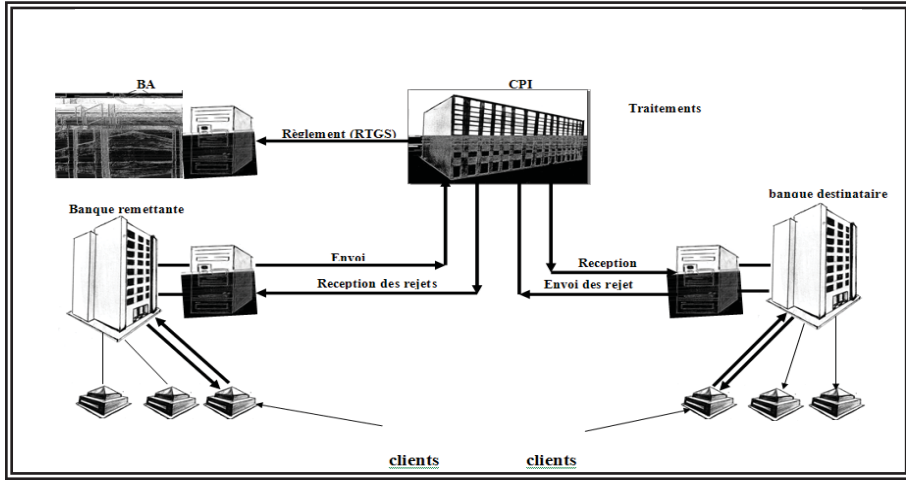 BA
CPI
Traitements
Règlement (RTGS)
Banque remettante
banque destinataire
Envoi
Reception
Reception des rejets
Envoi des rejet
clients
clients